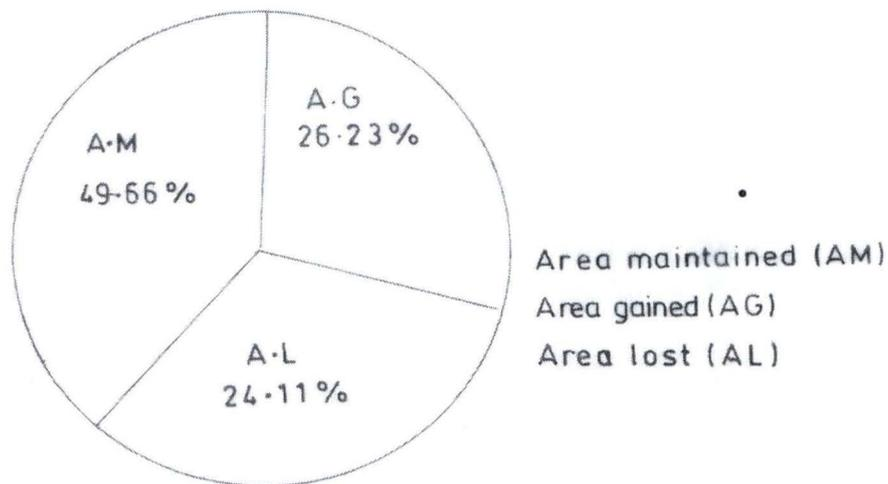 A.G
26.23%
A.M
49.66%
A.L
24.11%
Area maintained (AM)
Area gained (AG)
Area lost (AL)